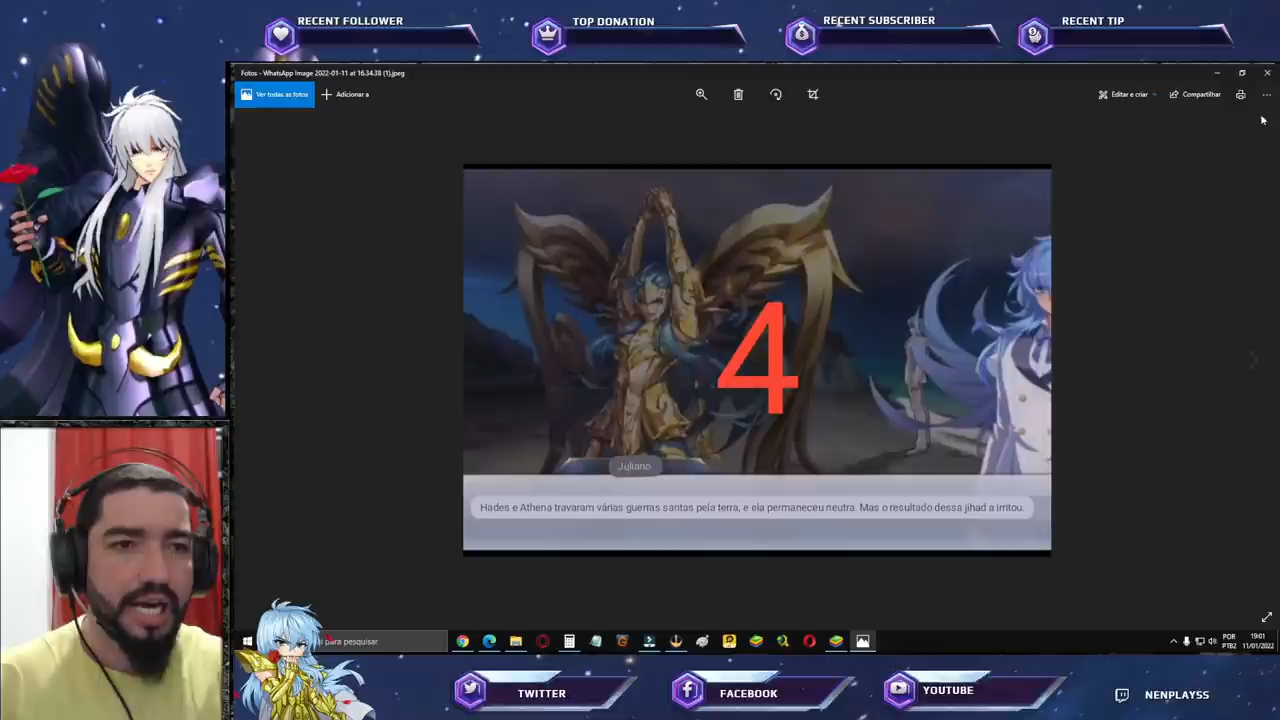 RECENT FOLLOWER
TOP DONATION
RECENT SUBSCRIBER
RECENT TIP
Fotos - WhatsApp Image 2022-01-11 at 16.34.38 (1).jpeg
Ver todas as fotos
Adicionar a
Editar e criar
Compartilhar
4
Juliano
Hades e Athena travaram várias guerras santas pela terra, e ela permaneceu neutra. Mas o resultado dessa jihad a irritou.
para pesquisar
POR
PTB2
19:01
11/01/2022
TWITTER
FACEBOOK
YOUTUBE
NENPLAYSS